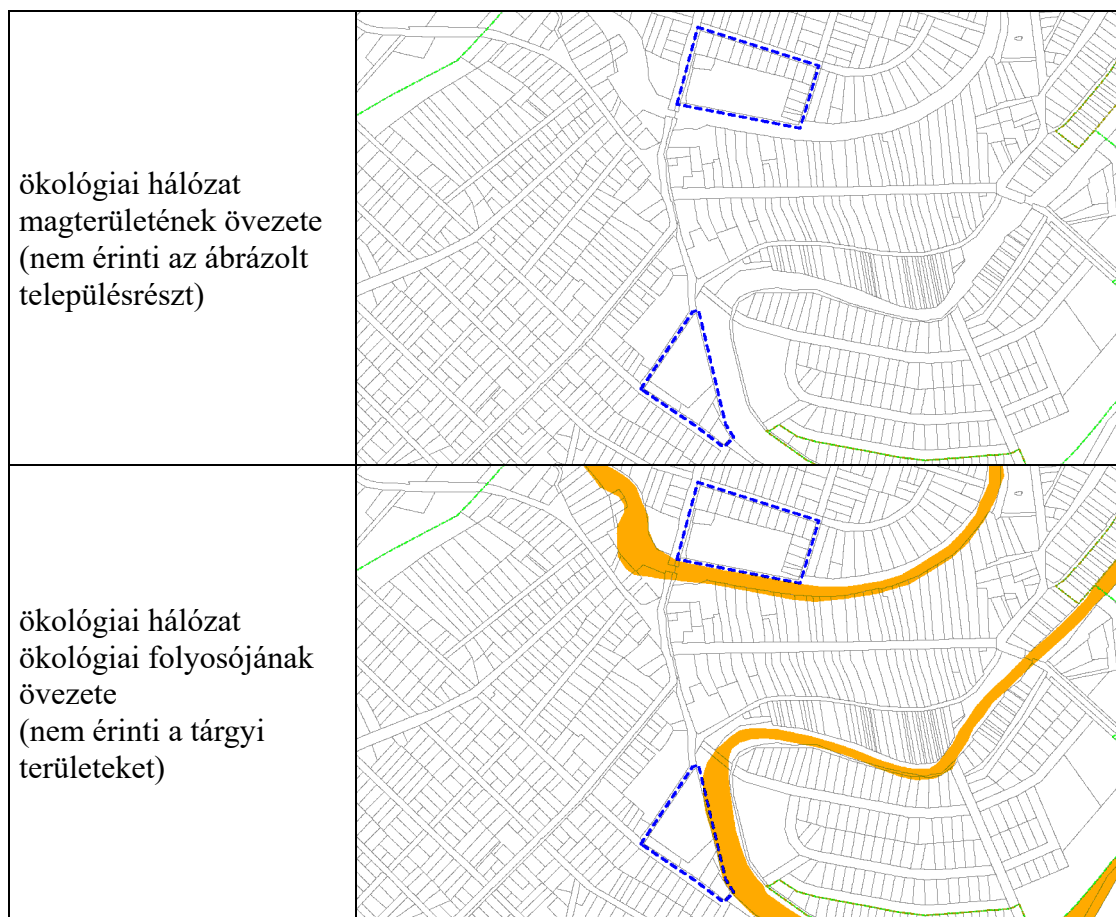 ökológiai hálózat
magterületének övezete
(nem érinti az ábrázolt
településrészt)
ökológiai hálózat
ökológiai folyosójának
övezete
(nem érinti a tárgyi
területeket)